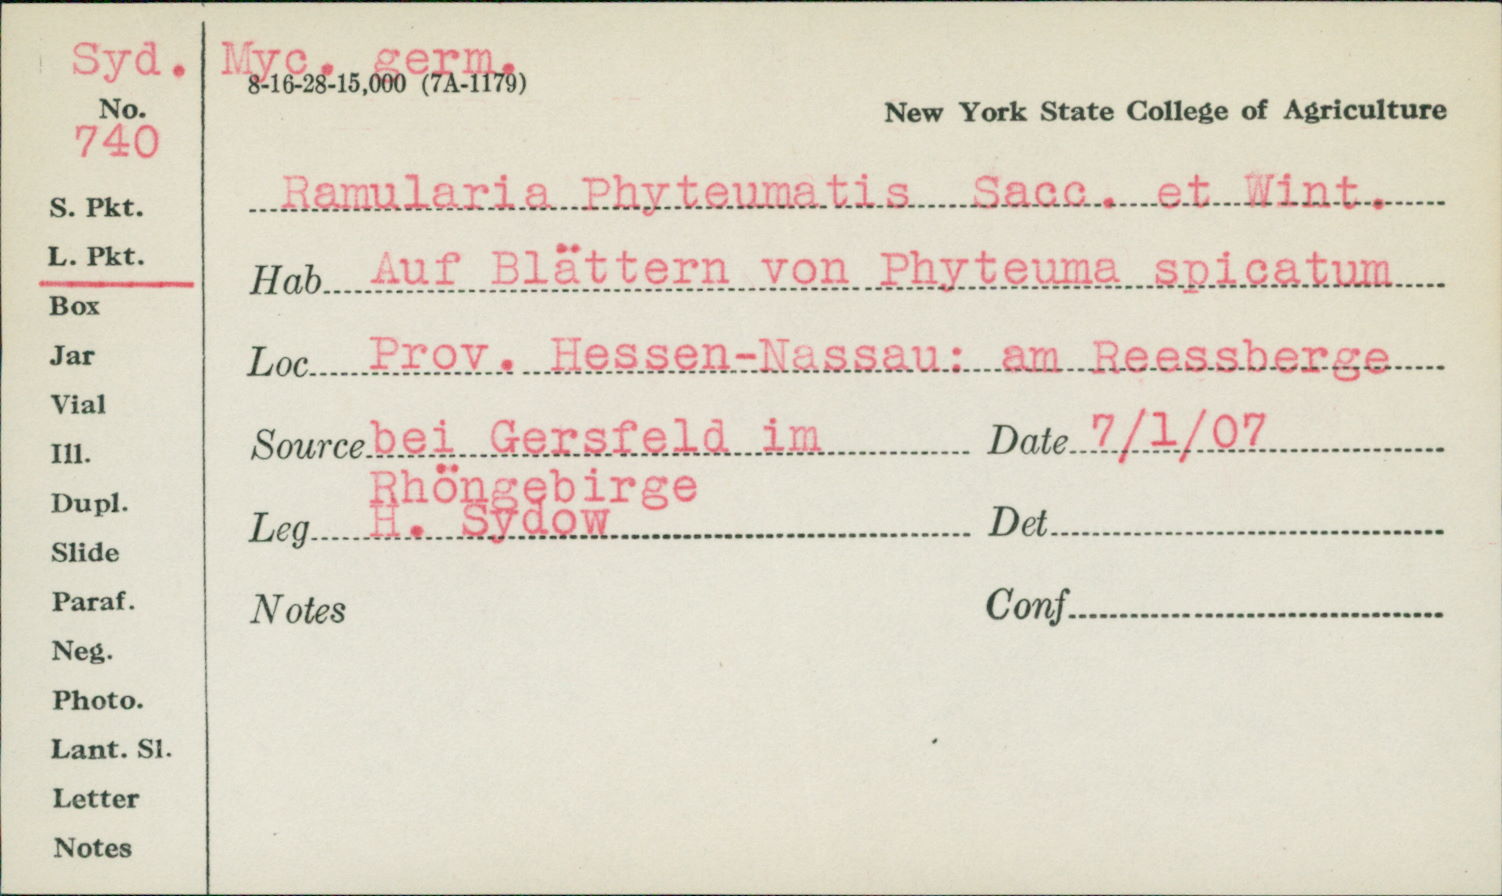 Syd. Myc. germ.
8-16-28-15,000 (7A-1179)
No.
740
New York State College of Agriculture
Ramularia Phyteumatis Sacc. et Wint.
S. Pkt.
L. Pkt.
Hab Auf Blättern von Phyteuma spicatum
Box
Jar
Loc Prov. Hessen-Nassau: am Reessberge
Vial
Ill.
Source bei Gersfeld im Date 7/1/07
Rhöngebirge
Dupl.
Leg H. Sydow Det
Slide
Paraf.
Notes Conf
Neg.
Photo.
Lant. Sl.
Letter
Notes